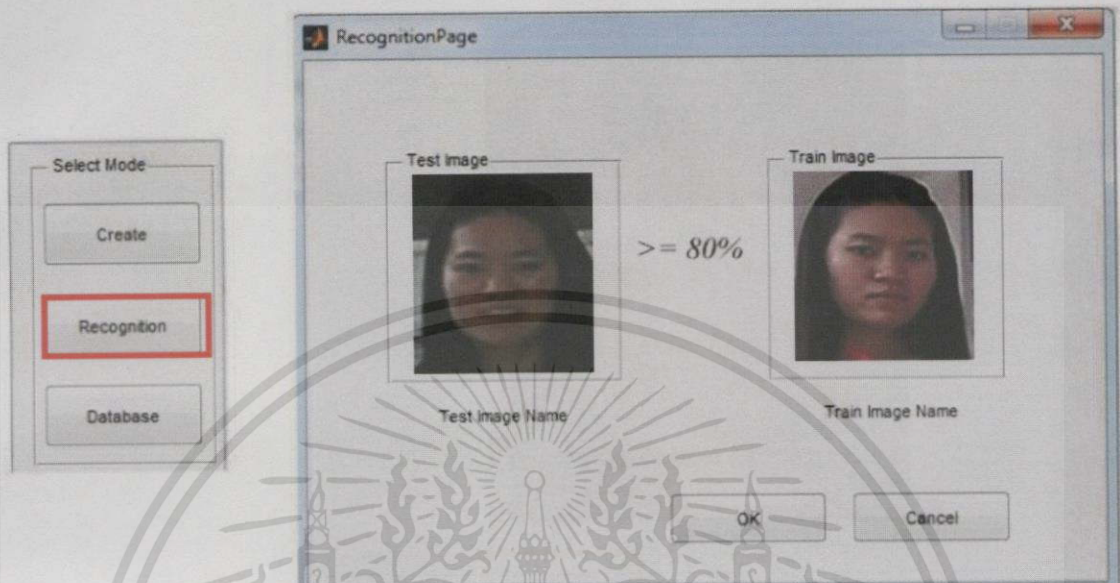 RecognitionPage
Select Mode
Create
Recognition
Database
Test Image
Train Image
>= 80%
Test Image Name
Train Image Name
OK
Cancel